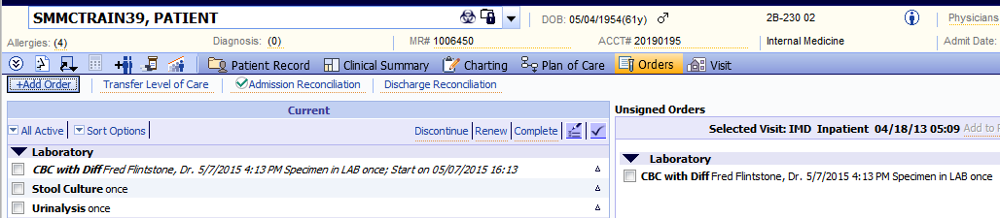 SMMCTRAIN39, PATIENT
DOB: 05/04/1954(61y)
2B-230 02
Physicians
Allergies: (4)
Diagnosis: (0)
MR# 1006450
ACCT# 20190195
Internal Medicine
Admit Date:
Patient Record
Clinical Summary
Charting
Plan of Care
Orders
Visit
+Add Order
Transfer Level of Care
Admission Reconciliation
Discharge Reconciliation
Current
All Active
Sort Options
Discontinue
Renew
Complete
Laboratory
CBC with Diff Fred Flintstone, Dr. 5/7/2015 4:13 PM Specimen in LAB once; Start on 05/07/2015 16:13
Stool Culture once
Urinalysis once
Unsigned Orders
Selected Visit: IMD Inpatient 04/18/13 05:09 Add to
Laboratory
CBC with Diff Fred Flintstone, Dr. 5/7/2015 4:13 PM Specimen in LAB once